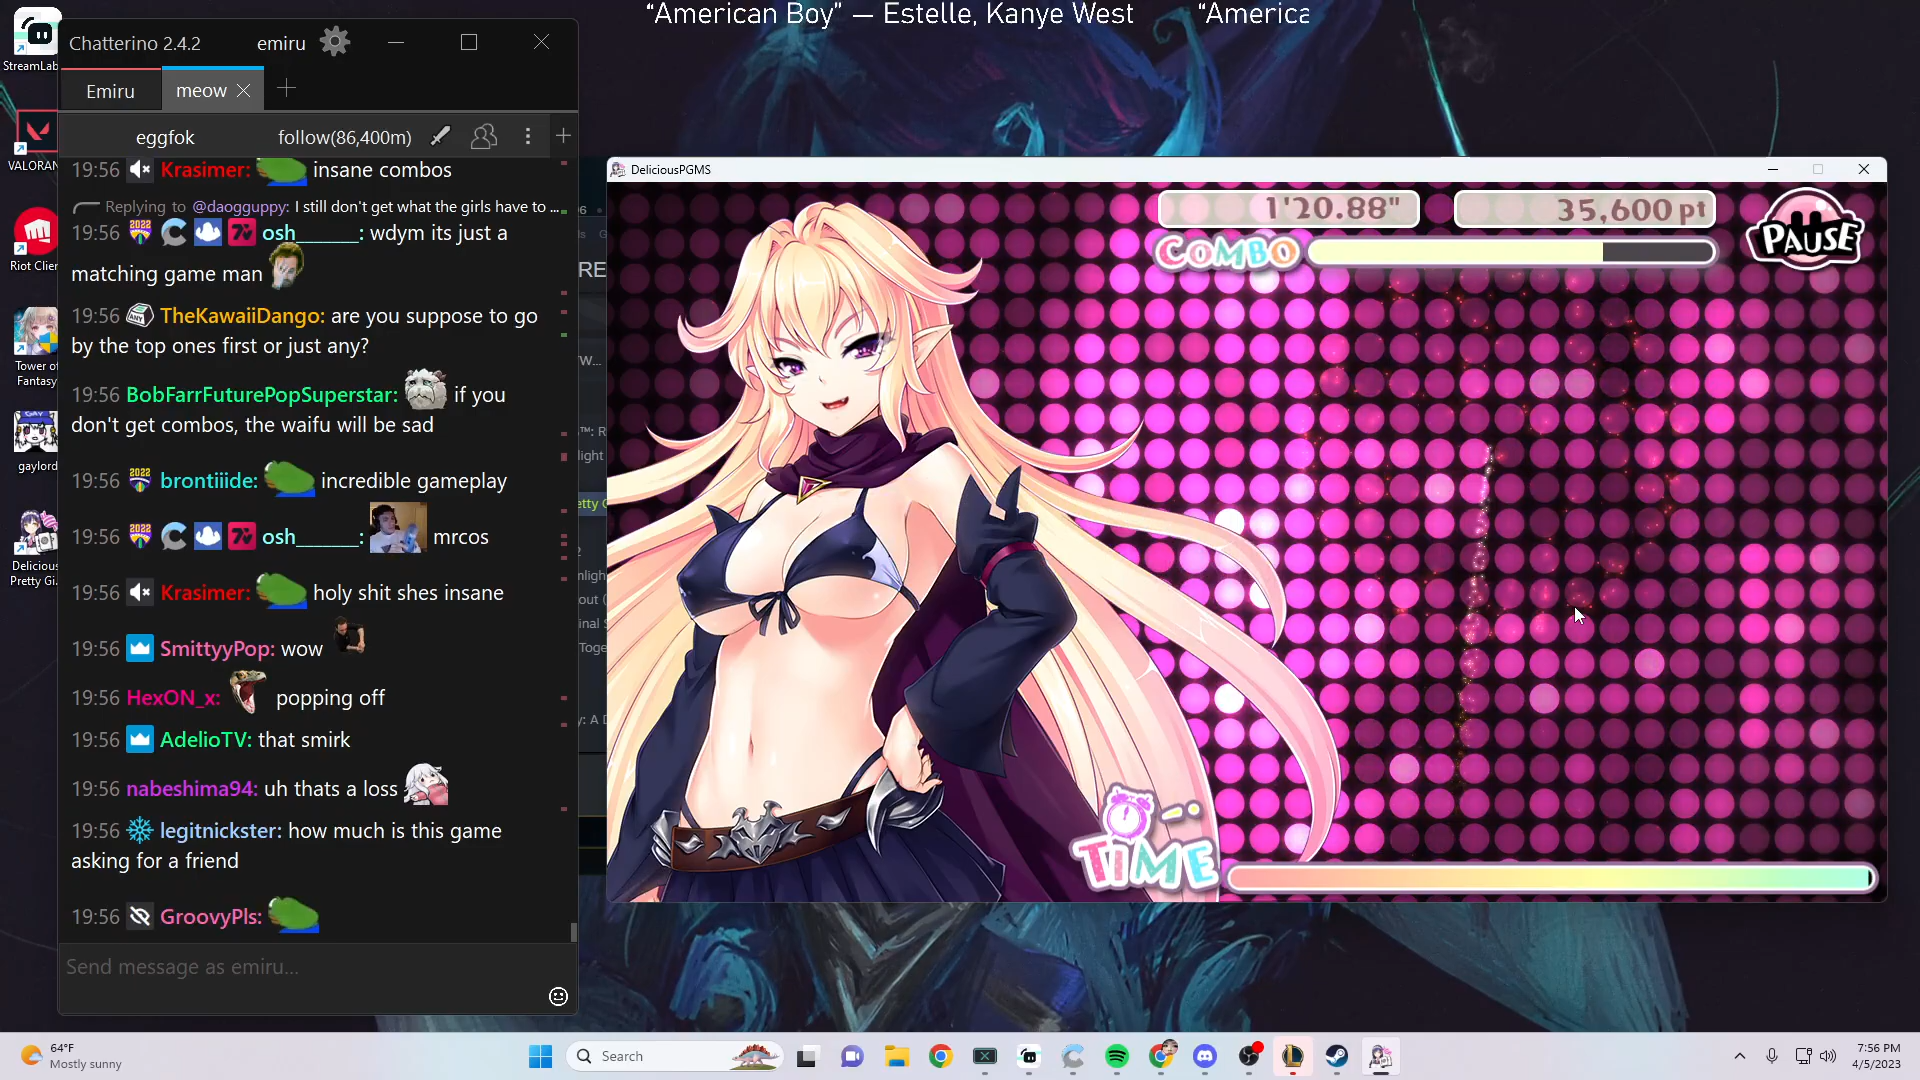 "American Boy" — Estelle, Kanye West "America
StreamLab
Chatterino 2.4.2 emiru
Emiru meow
eggfok follow(86,400m)
VALORAN
19:56 Krasimer: insane combos
Replying to @daogguppy: I still don't get what the girls have to ...
19:56 osh______: wdym its just a
matching game man
Riot Clien
19:56 TheKawaiiDango: are you suppose to go
by the top ones first or just any?
Tower of
Fantasy
19:56 BobFarrFuturePopSuperstar: if you
don't get combos, the waifu will be sad
gaylord
19:56 brontiiide: incredible gameplay
19:56 osh______: mrcos
Delicious
Pretty Gi...
19:56 Krasimer: holy shit shes insane
19:56 SmittyyPop: wow
19:56 HexON_x: popping off
19:56 AdelioTV: that smirk
19:56 nabeshima94: uh thats a loss
19:56 legitnickster: how much is this game
asking for a friend
19:56 GroovyPls:
Send message as emiru...
DeliciousPGMS
1'20.88" 35,600 pt
COMBO
PAUSE
TIME
64°F
Mostly sunny
Search
7:56 PM
4/5/2023